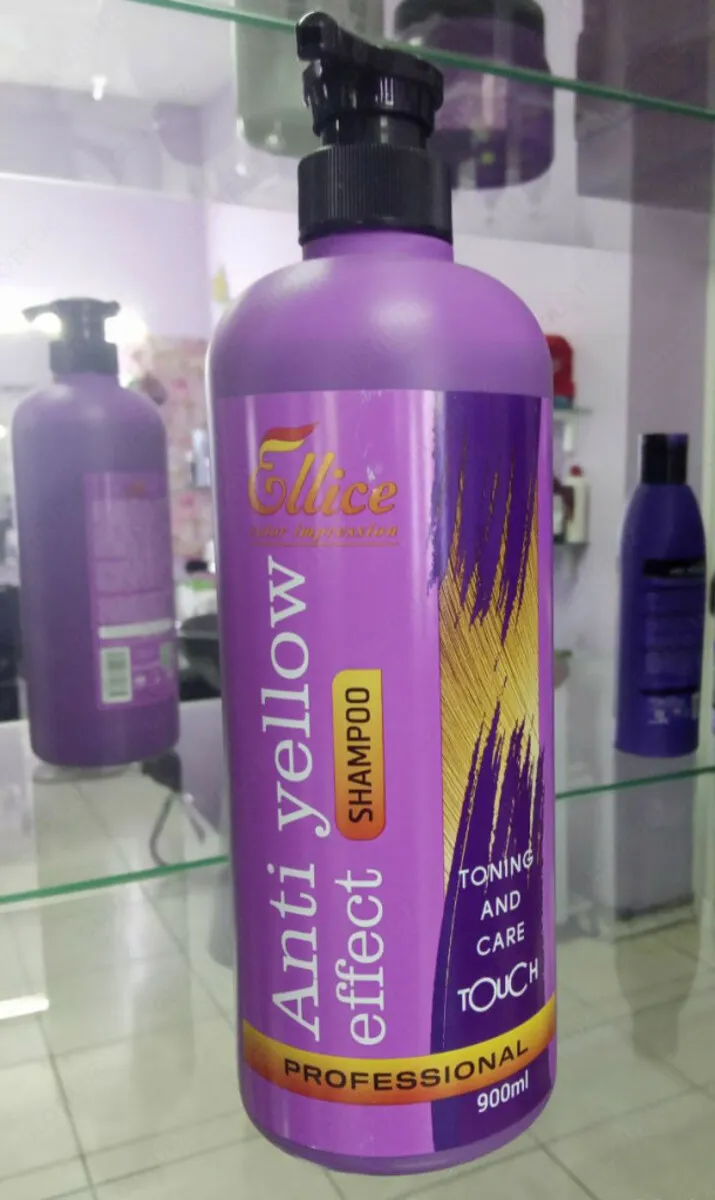 Ellice
Color impression
Anti yellow
effect
SHAMPOO
TONING
AND
CARE
TOUCH
PROFESSIONAL
900ml